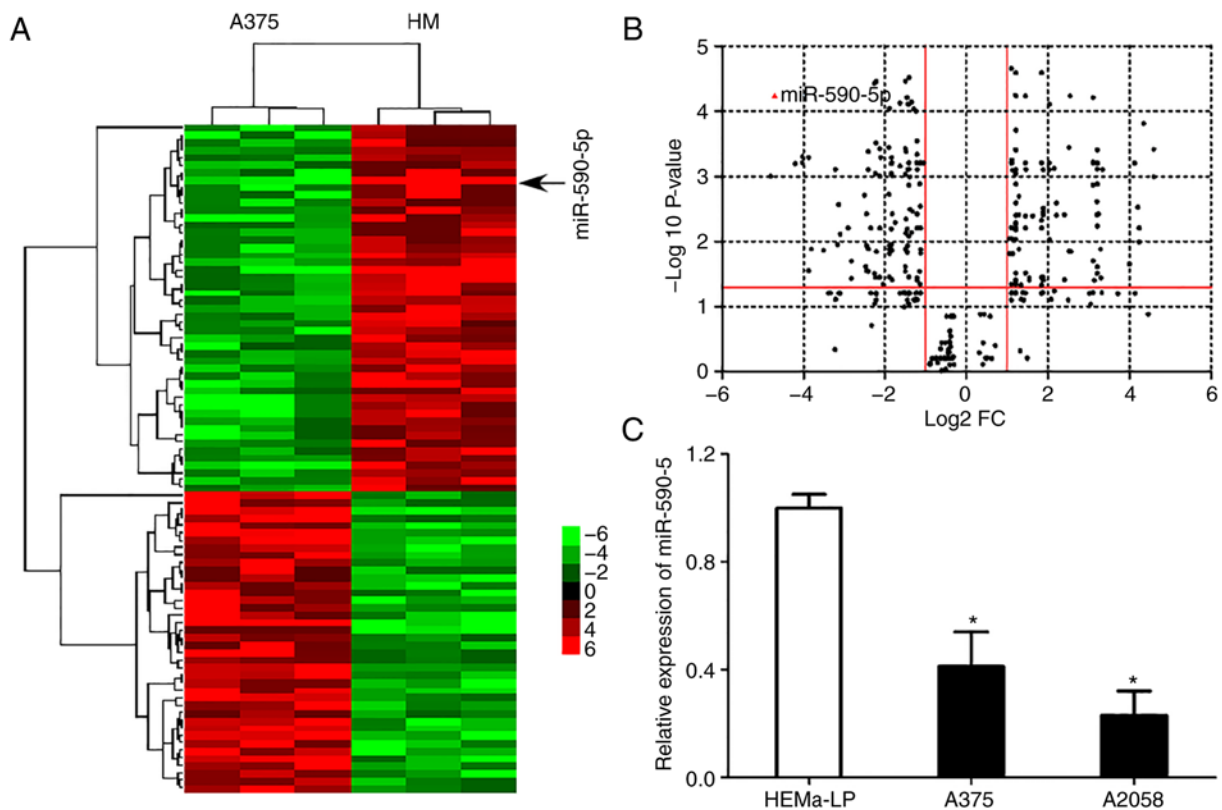 A
A375
HM
miR-590-5p
-6
-4
-2
0
2
4
6
B
5
4
3
2
1
0
miR-590-5p
-Log 10 P-value
-6
-4
-2
0
2
4
6
Log2 FC
C
1.2
0.8
0.4
0.0
Relative expression of miR-590-5
*
*
HEMa-LP
A375
A2058